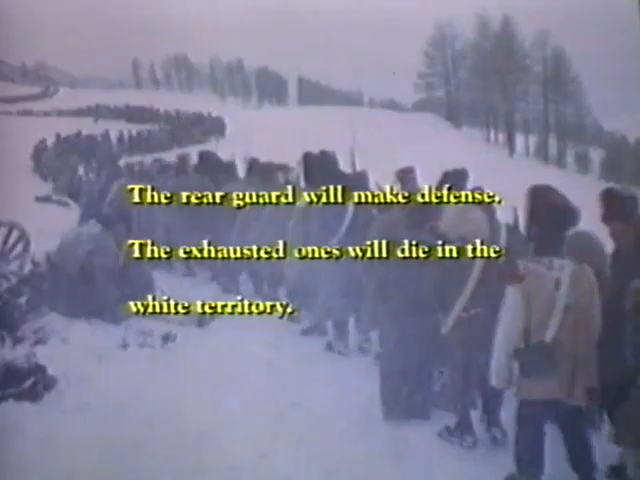 The rear guard will make defense.
The exhausted ones will die in the
white territory.